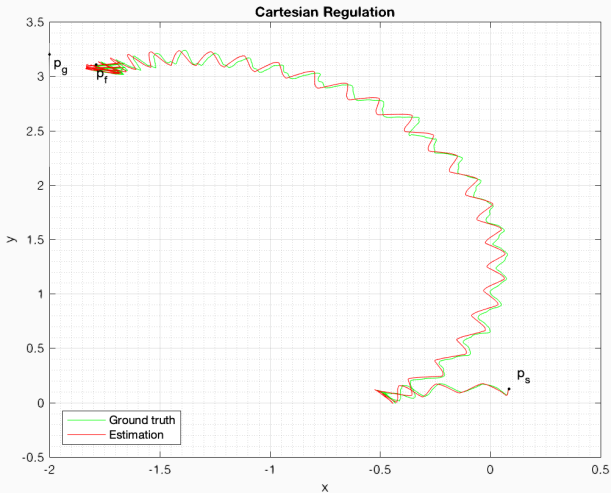 Cartesian Regulation
3.5
3
2.5
2
1.5
1
0.5
0
-0.5
y
p_g
p_f
p_s
Ground truth
Estimation
-2
-1.5
-1
-0.5
0
0.5
x